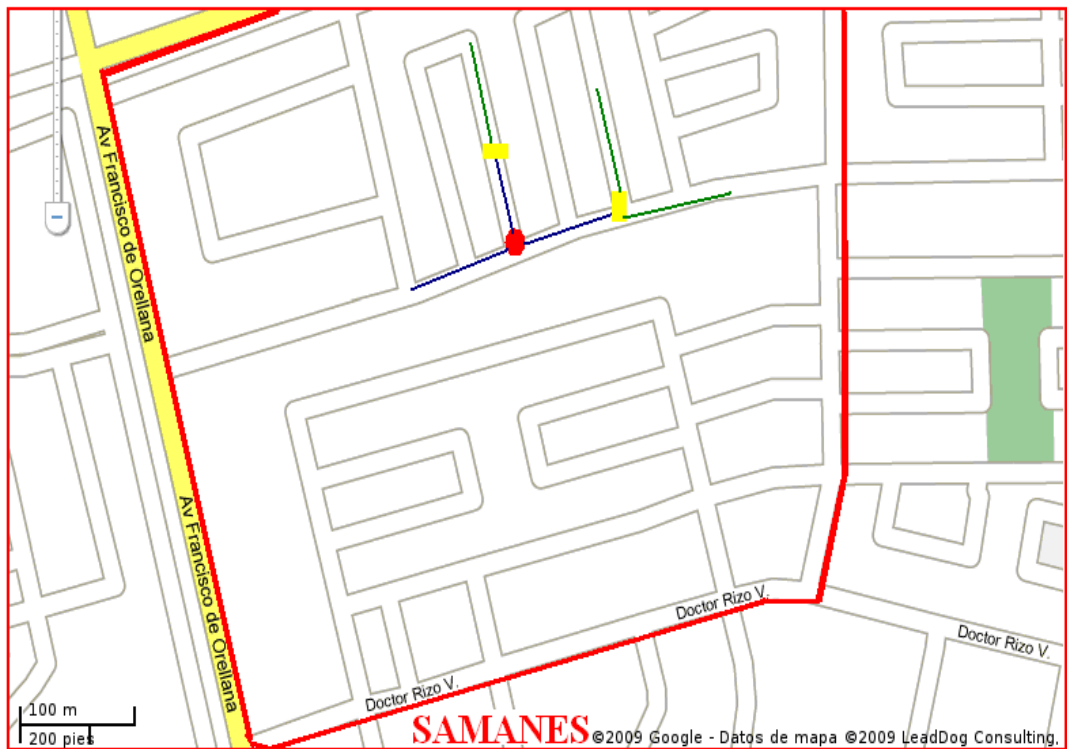 Av Francisco de Orellana
Av Francisco de Orellana
Doctor Rizo V.
Doctor Rizo V.
Doctor Rizo V.
100 m
200 pies
SAMANES
©2009 Google - Datos de mapa ©2009 LeadDog Consulting.